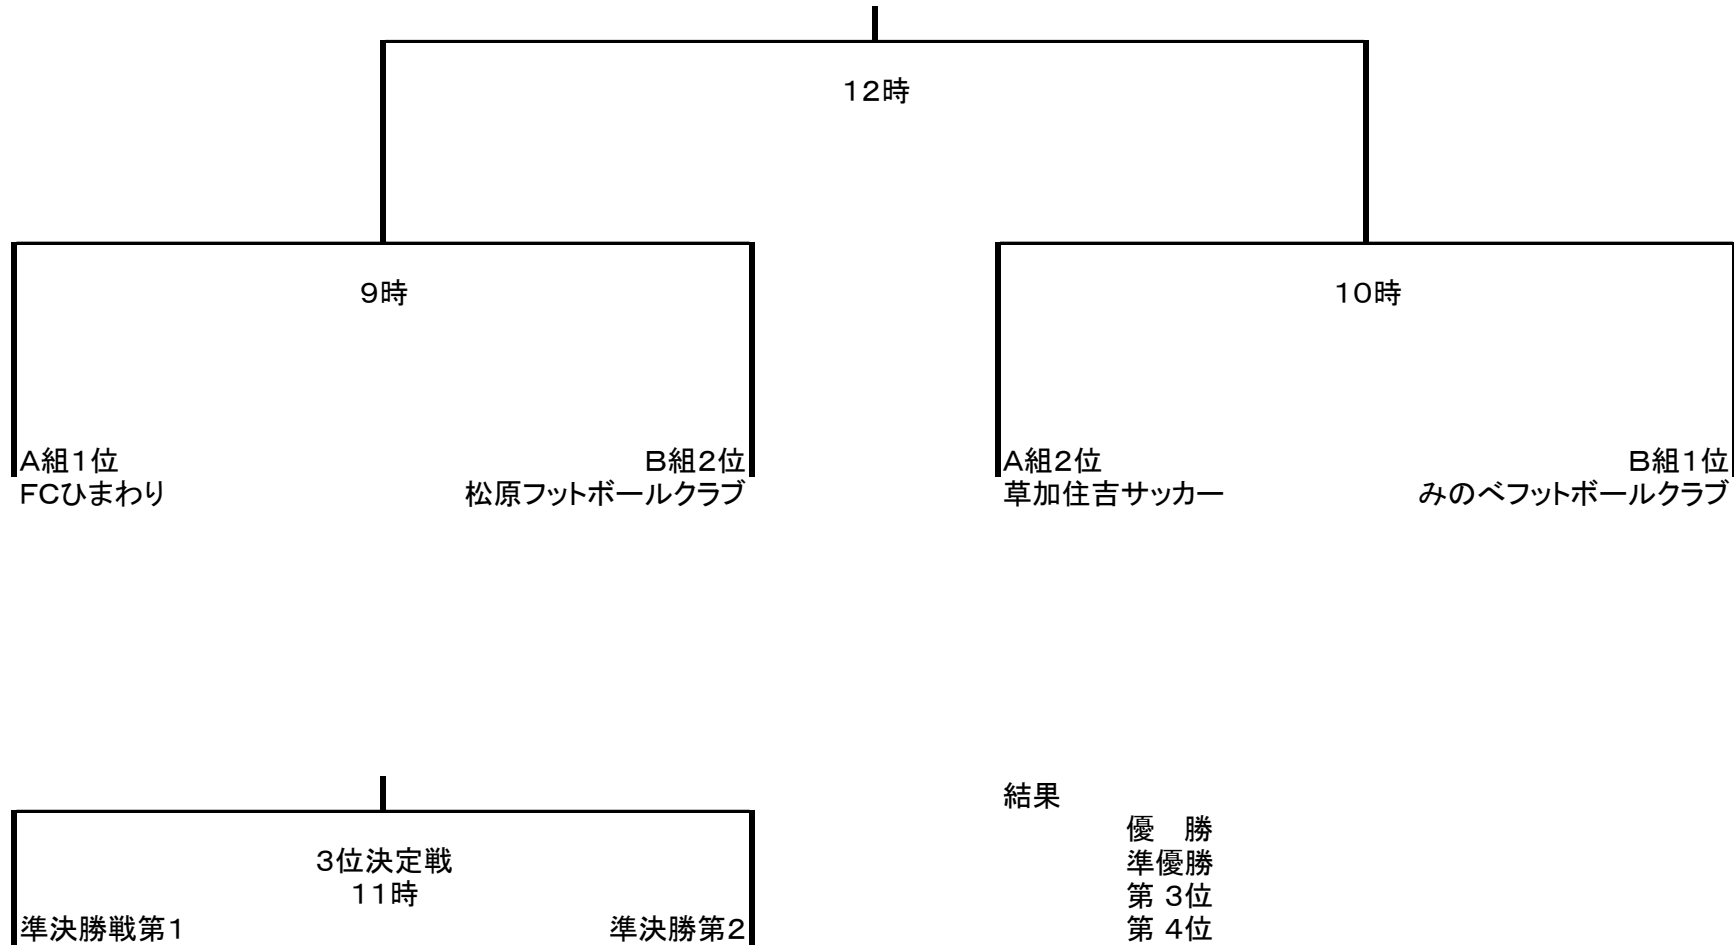 12時
9時
10時
A組1位
FCひまわり
B組2位
松原フットボールクラブ
A組2位
草加住吉サッカー
B組1位
みのべフットボールクラブ
3位決定戦
11時
準決勝戦第1
準決勝第2
結果
優　勝
準優勝
第 3位
第 4位